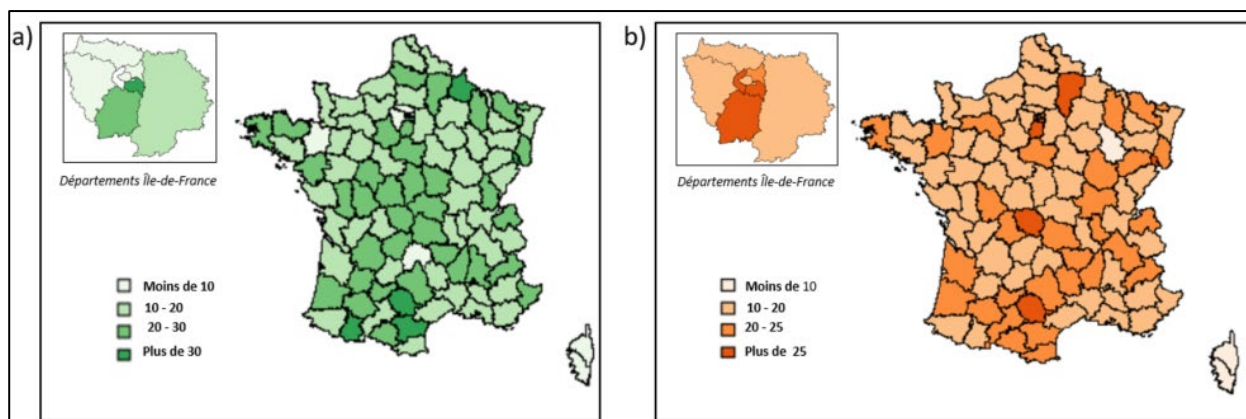 a)
Départements Île-de-France
Moins de 10
10 - 20
20 - 30
Plus de 30
b)
Départements Île-de-France
Moins de 10
10 - 20
20 - 25
Plus de 25